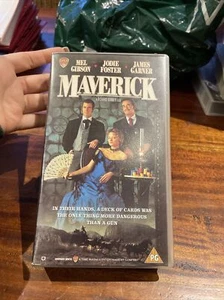 MEL
GIBSON
JODIE
FOSTER
JAMES
GARNER
MAVERICK
IN THEIR HANDS, A DECK OF CARDS WAS
THE ONLY THING MORE DANGEROUS
THAN A GUN
PG